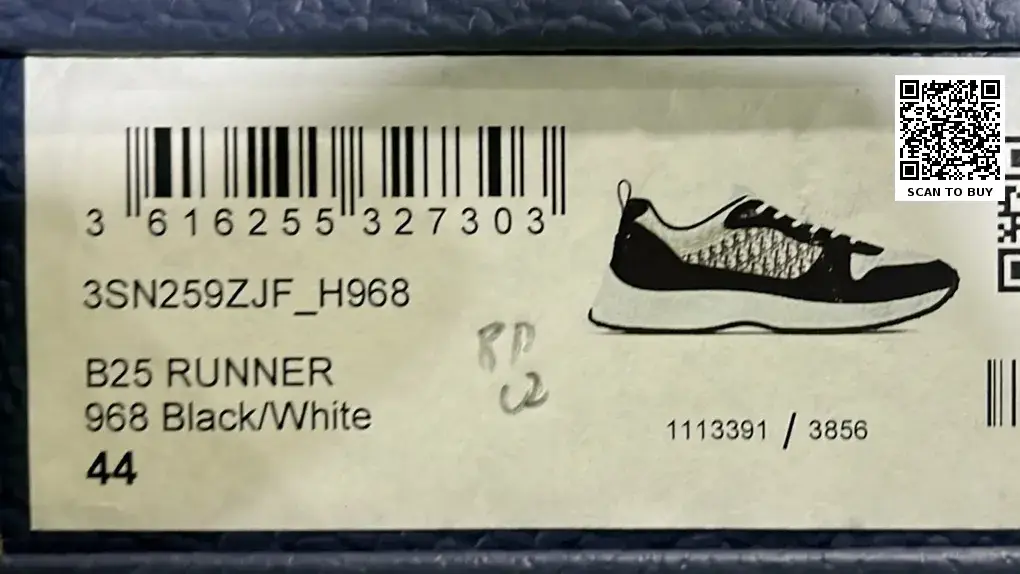 SCAN TO BUY
3 616255 327303
3SN259ZJF_H968
B25 RUNNER
968 Black/White
44
1113391 / 3856